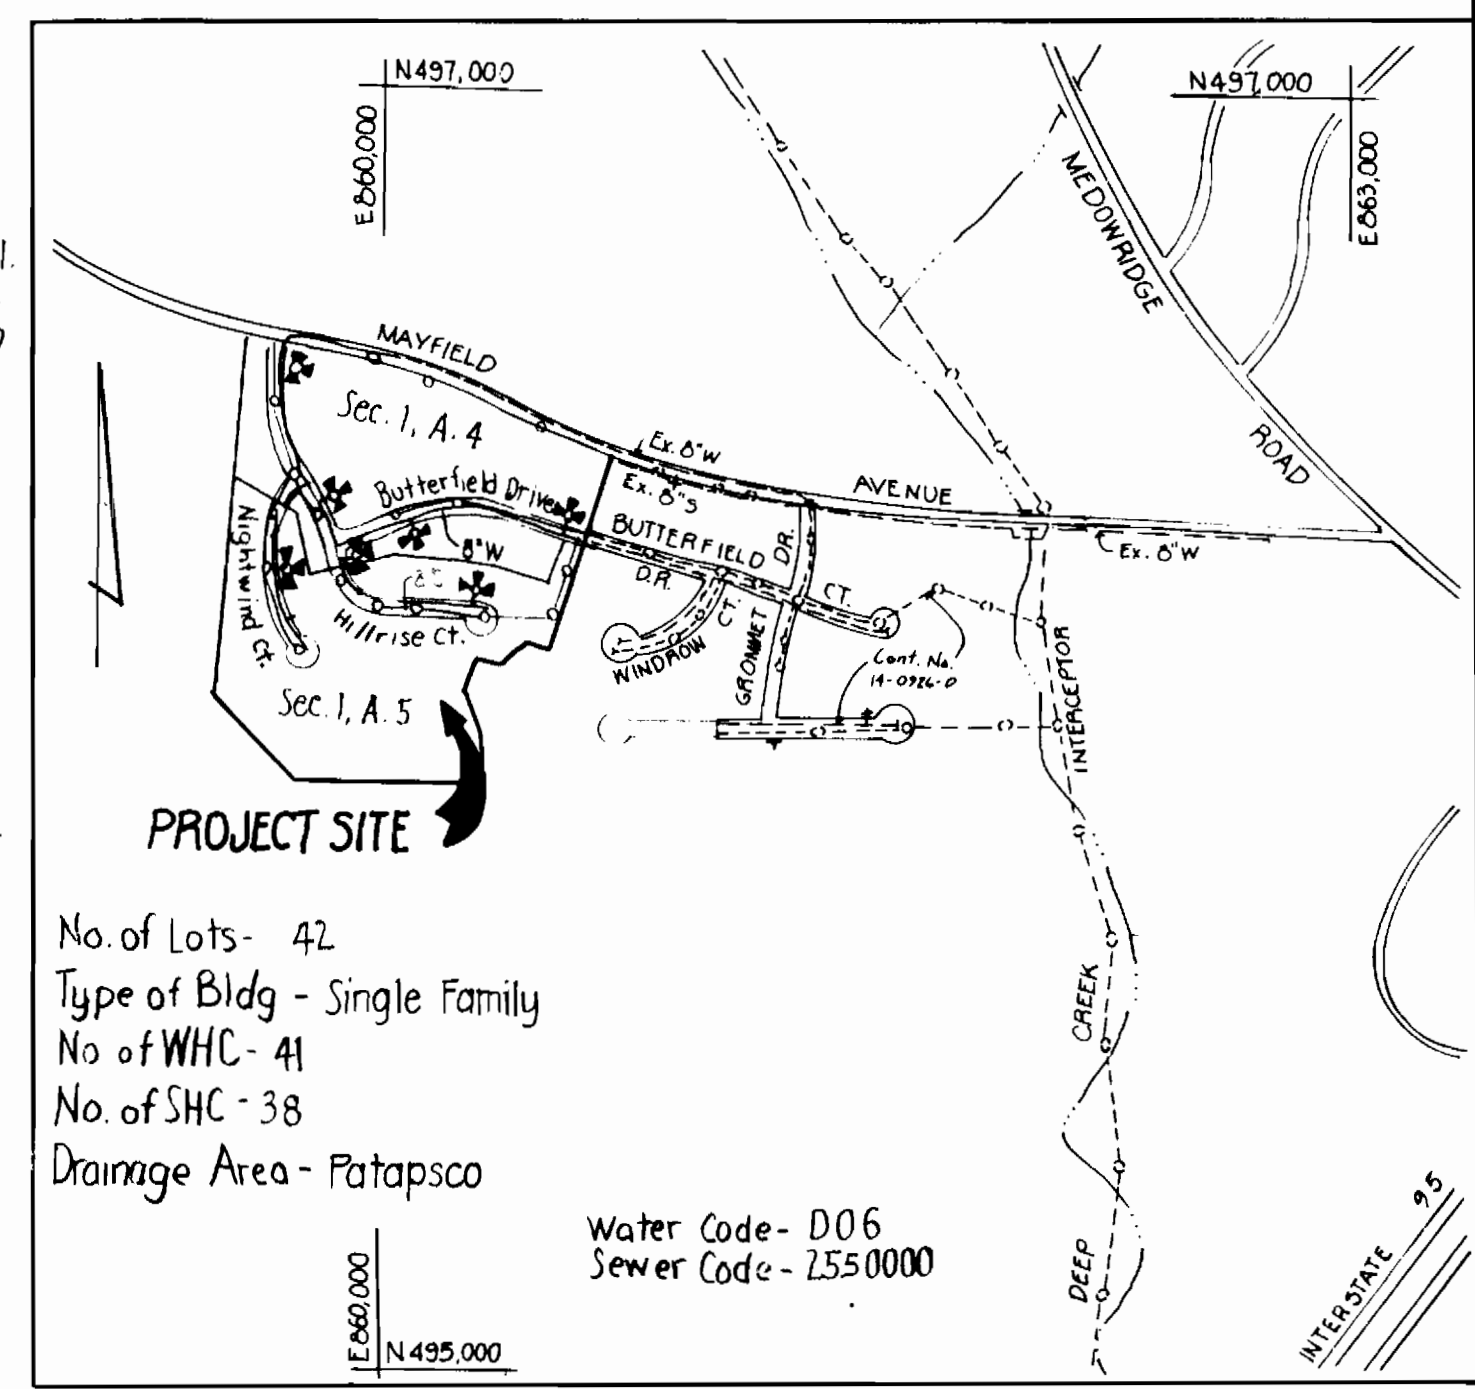 N497,000
E860,000
N497,000
E863,000
MEDOWRIDGE
ROAD
MAYFIELD
AVENUE
Sec. 1, A. 4
Ex. 8"W
Ex. 8"S
Butterfield Drive
BUTTERFIELD
DR.
DR.
8"W
Ex. 8"W
Nightwind Ct.
Hillrise Ct.
CT.
CT.
WINDROW
GRONMET
Cont. No.
14-0926-D
INTERCEPTOR
Sec. 1, A. 5
PROJECT SITE
No. of Lots- 42
Type of Bldg - Single Family
No of WHC- 41
No. of SHC - 38
Drainage Area - Patapsco
CREEK
DEEP
Water Code- D06
Sewer Code- 2550000
INTERSTATE 95
E860,000
N495,000